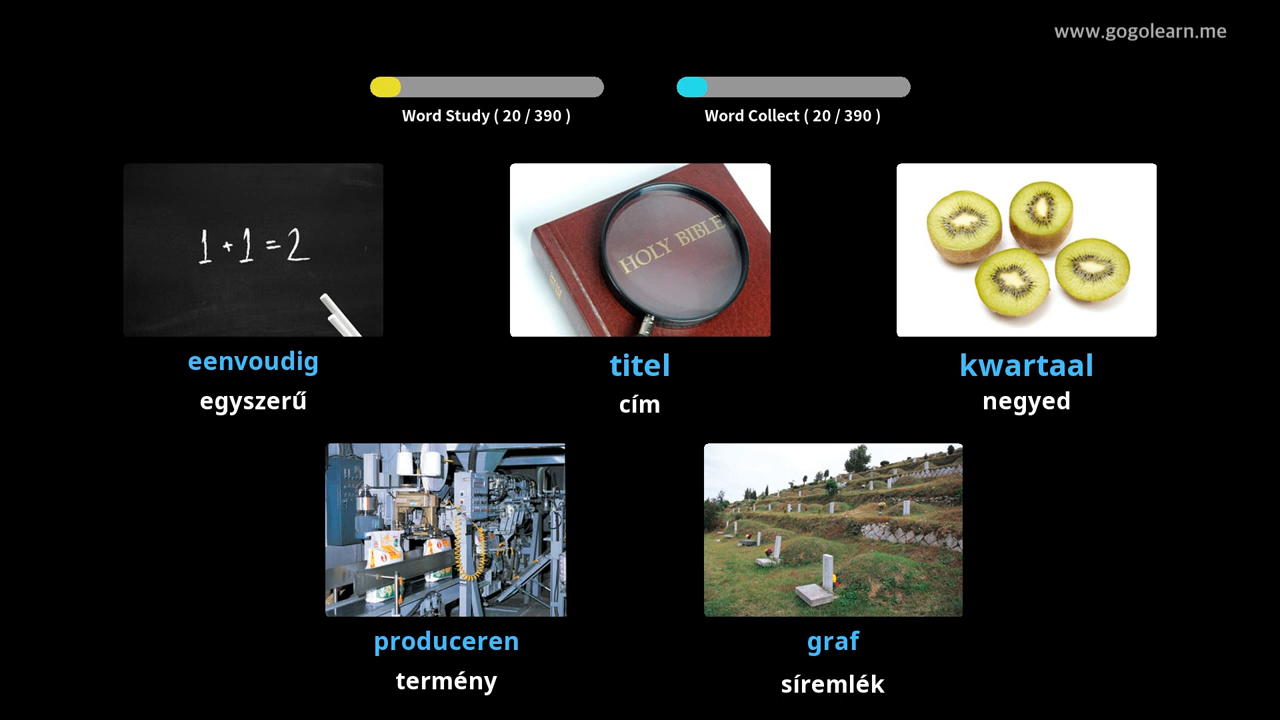 www.gogolearn.me
Word Study ( 20 / 390 )
Word Collect ( 20 / 390 )
1 + 1 = 2
HOLY BIBLE
eenvoudig
egyszerű
titel
cím
kwartaal
negyed
produceren
termény
graf
síremlék